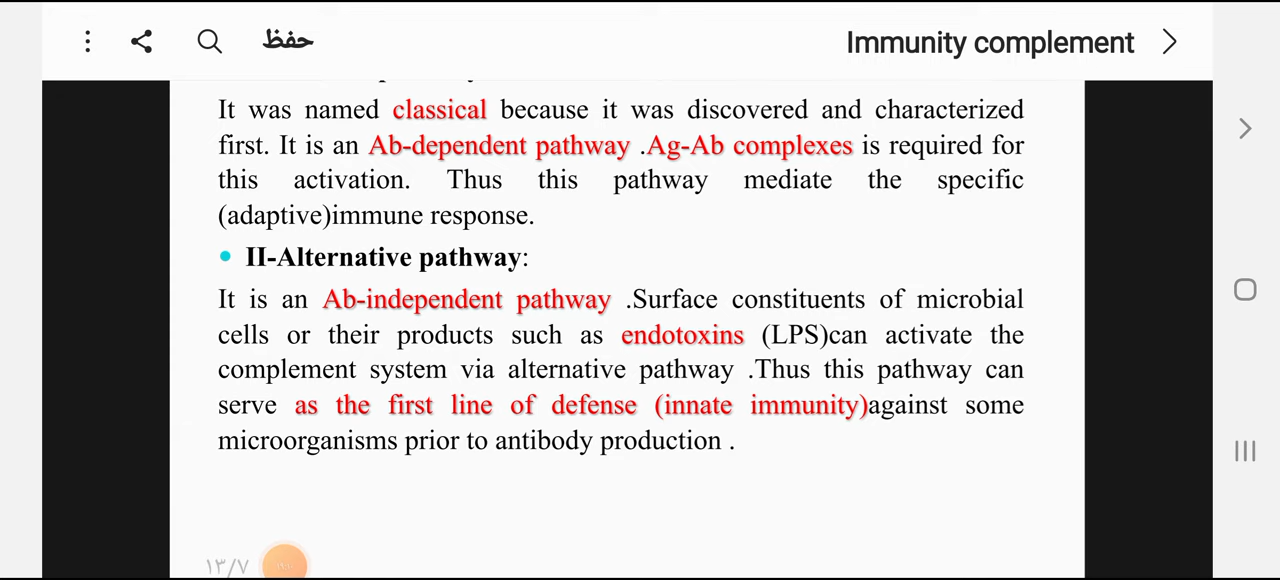 حفظ
Immunity complement
It was named classical because it was discovered and characterized
first. It is an Ab-dependent pathway .Ag-Ab complexes is required for
this activation. Thus this pathway mediate the specific
(adaptive)immune response.
• II-Alternative pathway:
It is an Ab-independent pathway .Surface constituents of microbial
cells or their products such as endotoxins (LPS)can activate the
complement system via alternative pathway .Thus this pathway can
serve as the first line of defense (innate immunity)against some
microorganisms prior to antibody production .
١٣/٧